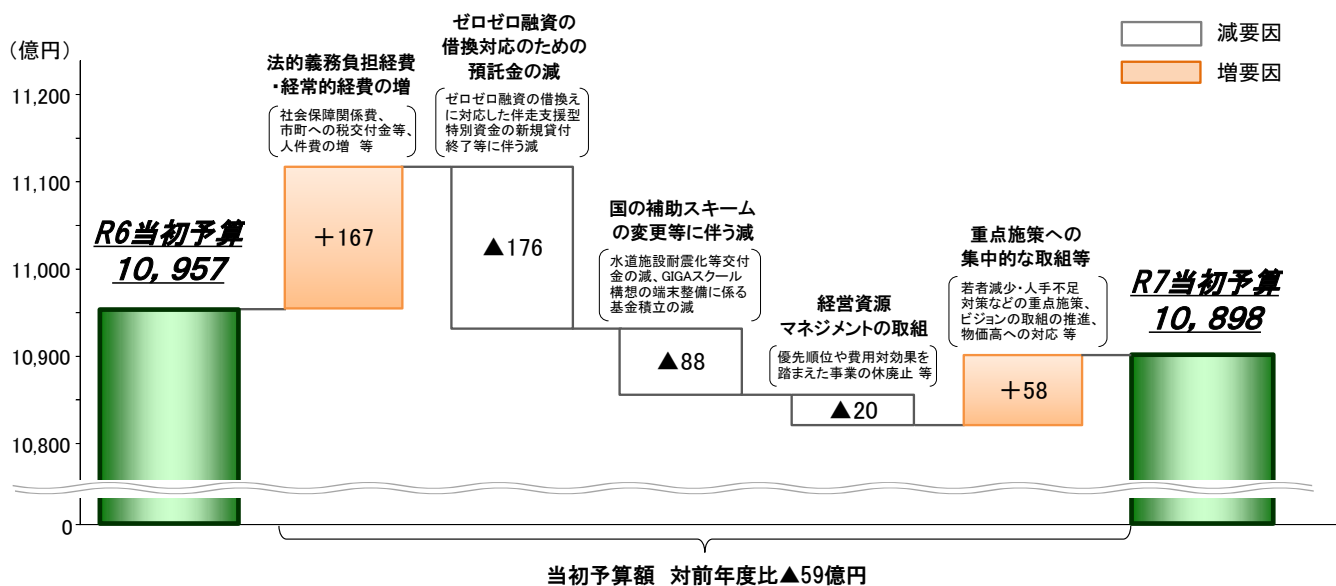 (億円)
減要因
増要因
11,200
11,100
11,000
10,900
10,800
0
R6当初予算
10,957
法的義務負担経費
・経常的経費の増
社会保障関係費、
市町への税交付金等、
人件費の増 等
+167
ゼロゼロ融資の
借換対応のための
預託金の減
ゼロゼロ融資の借換え
に対応した伴走支援型
特別資金の新規貸付
終了等に伴う減
▲176
国の補助スキーム
の変更等に伴う減
水道施設耐震化等交付
金の減、GIGAスクール
構想の端末整備に係る
基金積立の減
▲88
経営資源
マネジメントの取組
優先順位や費用対効果を
踏まえた事業の休廃止 等
▲20
重点施策への
集中的な取組等
若者減少・人手不足
対策などの重点施策、
ビジョンの取組の推進、
物価高への対応 等
+58
R7当初予算
10,898
当初予算額 対前年度比▲59億円